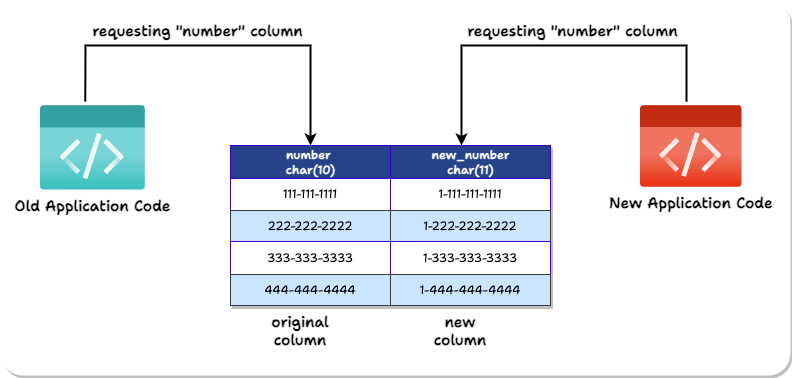 requesting "number" column
requesting "number" column
</>
</>
Old Application Code
New Application Code
number
char(10)
new_number
char(11)
111-111-1111
1-111-111-1111
222-222-2222
1-222-222-2222
333-333-3333
1-333-333-3333
444-444-4444
1-444-444-4444
original
column
new
column